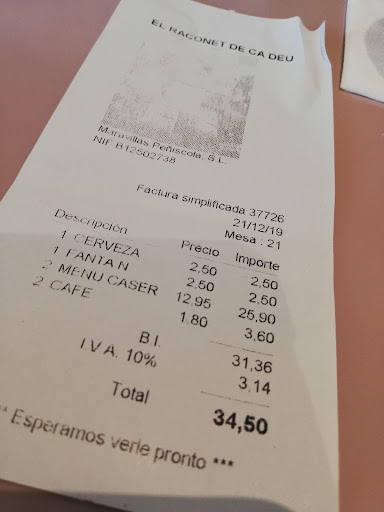 EL RACONET DE CA DEU
Maravillas Peñiscola, S.L.
NIF B12502738
Factura simplificada 37726
21/12/19
Mesa : 21
Descripción Precio Importe
1 CERVEZA 2,50 2,50
1 FANTA N 2,50 2,50
2 MENU CASER 12,95 25,90
2 CAFE 1,80 3,60
B.I. 31,36
I.V.A. 10% 3,14
Total 34,50
** Esperamos verle pronto ***